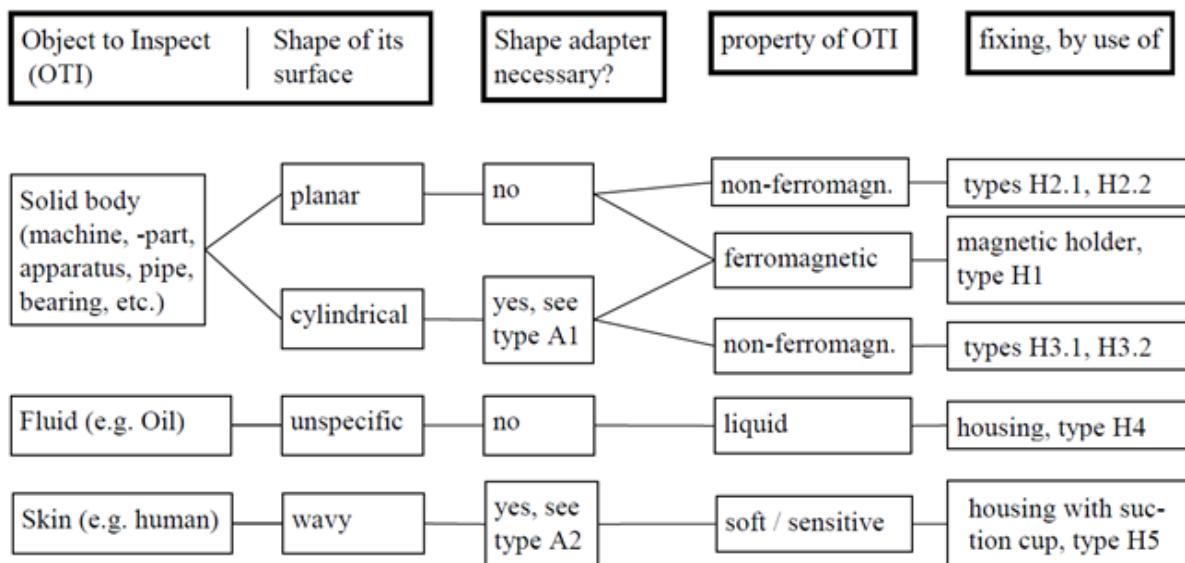 Object to Inspect
(OTI)
Shape of its
surface
Shape adapter
necessary?
property of OTI
fixing, by use of
Solid body
(machine, -part,
apparatus, pipe,
bearing, etc.)
planar
no
non-ferromagn.
types H2.1, H2.2
ferromagnetic
magnetic holder,
type H1
cylindrical
yes, see
type A1
non-ferromagn.
types H3.1, H3.2
Fluid (e.g. Oil)
unspecific
no
liquid
housing, type H4
Skin (e.g. human)
wavy
yes, see
type A2
soft / sensitive
housing with suc-
tion cup, type H5